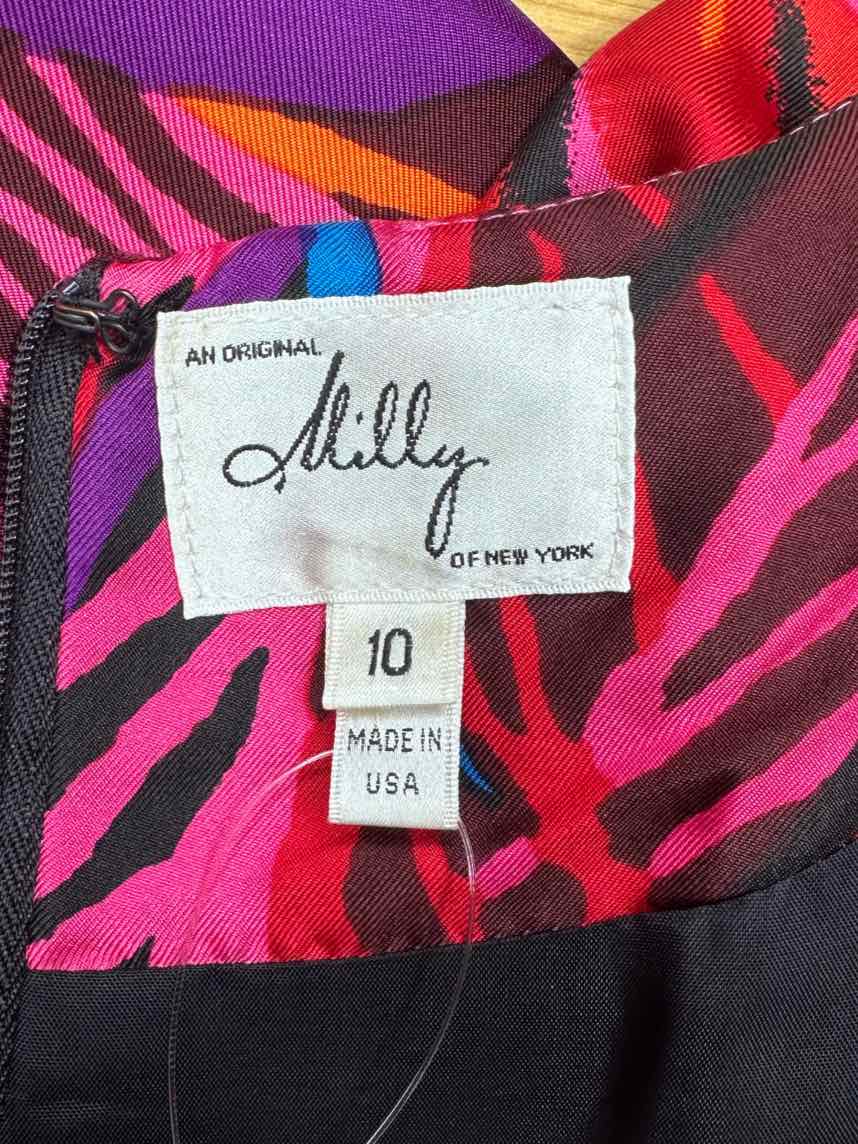 AN ORIGINAL
Milly
OF NEW YORK
10
MADE IN
USA